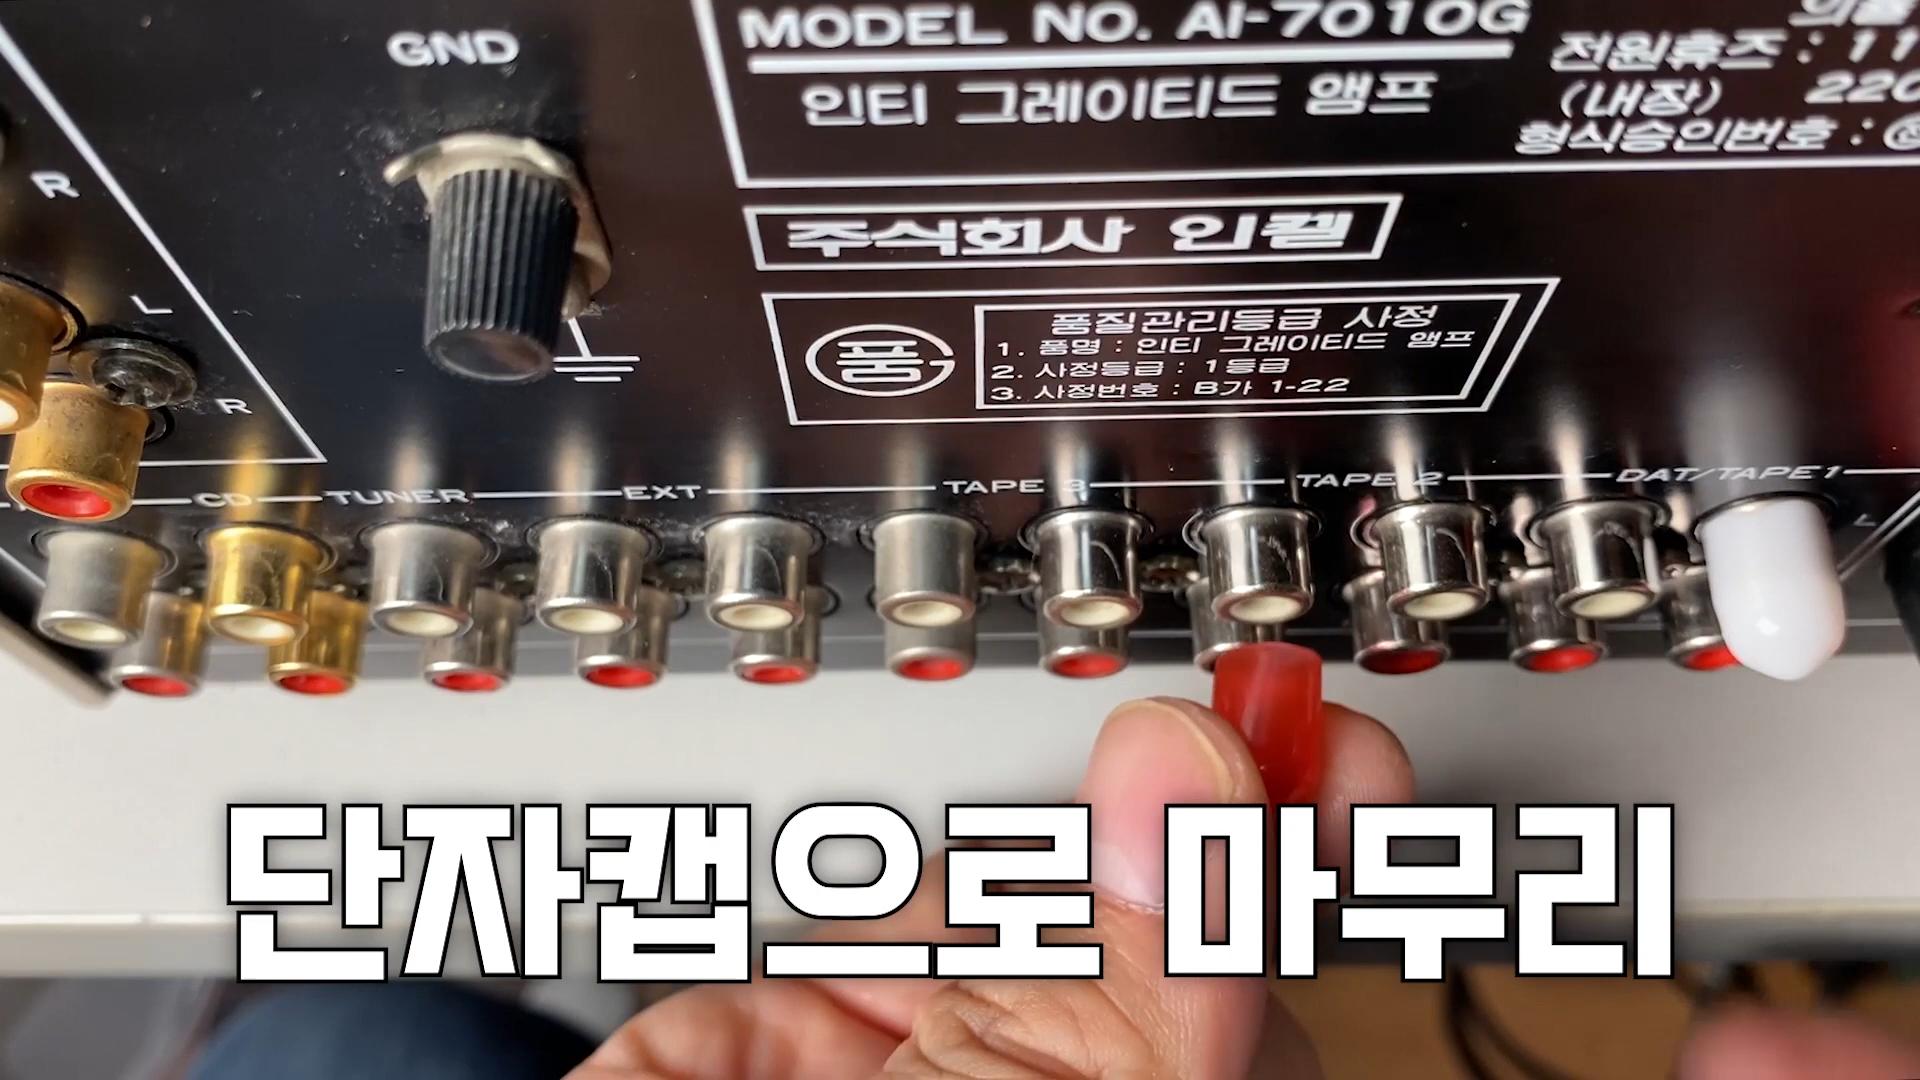 GND
MODEL NO. AI-7010G
인티 그레이티드 앰프
전원휴즈 : 11
(내장) 220
형식승인번호 :
R
주식회사 인켈
L
품
품질관리등급 사정
1. 품명 : 인티 그레이티드 앰프
2. 사정등급 : 1등급
3. 사정번호 : B가 1-22
R
CD TUNER EXT TAPE 3 TAPE 2 DAT/TAPE1
L
단자캡으로 마무리